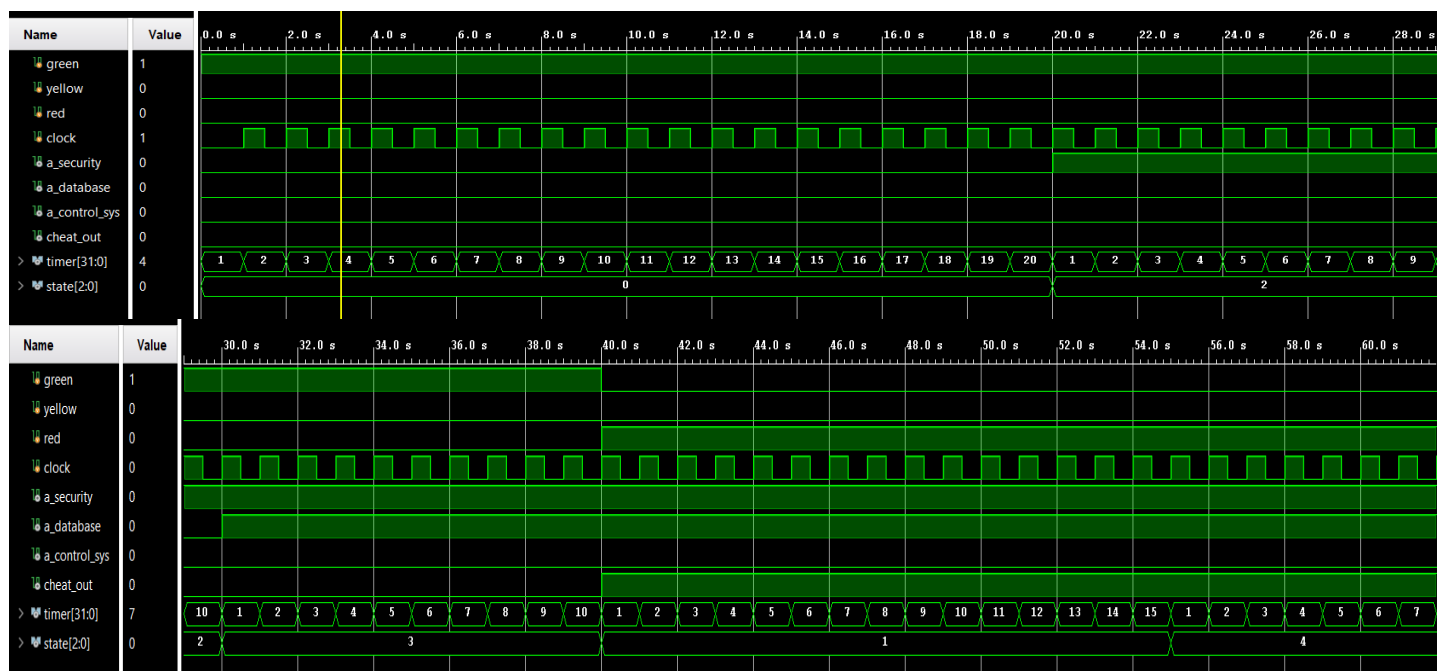 Name Value 0.0 s 2.0 s 4.0 s 6.0 s 8.0 s 10.0 s 12.0 s 14.0 s 16.0 s 18.0 s 20.0 s 22.0 s 24.0 s 26.0 s 28.0 s
green 1
yellow 0
red 0
clock 1
a_security 0
a_database 0
a_control_sys 0
cheat_out 0
> timer[31:0] 4 1 2 3 4 5 6 7 8 9 10 11 12 13 14 15 16 17 18 19 20 1 2 3 4 5 6 7 8 9
> state[2:0] 0 0 2
Name Value 30.0 s 32.0 s 34.0 s 36.0 s 38.0 s 40.0 s 42.0 s 44.0 s 46.0 s 48.0 s 50.0 s 52.0 s 54.0 s 56.0 s 58.0 s 60.0 s
green 1
yellow 0
red 0
clock 0
a_security 0
a_database 0
a_control_sys 0
cheat_out 0
> timer[31:0] 7 10 1 2 3 4 5 6 7 8 9 10 1 2 3 4 5 6 7 8 9 10 11 12 13 14 15 1 2 3 4 5 6 7
> state[2:0] 0 2 3 1 4